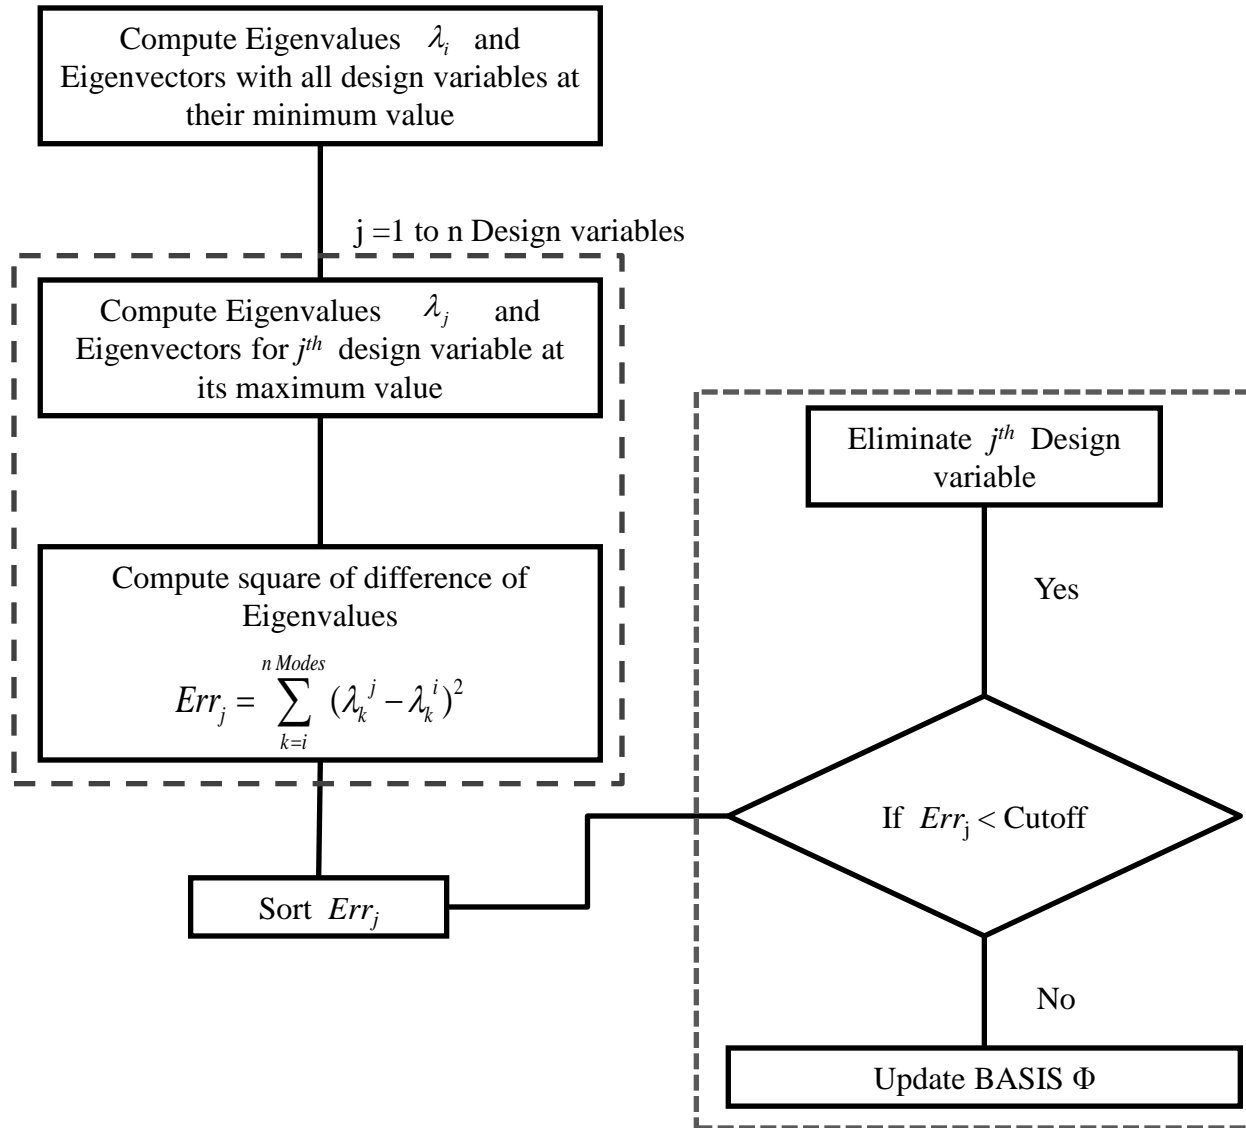 Compute Eigenvalues λᵢ and
Eigenvectors with all design variables at
their minimum value
j =1 to n Design variables
Compute Eigenvalues λⱼ and
Eigenvectors for jᵗʰ design variable at
its maximum value
Compute square of difference of
Eigenvalues
n Modes
Errⱼ = ∑ (λₖʲ − λₖⁱ)²
k=i
Sort Errⱼ
Eliminate jᵗʰ Design
variable
Yes
If Errⱼ < Cutoff
No
Update BASIS Φ